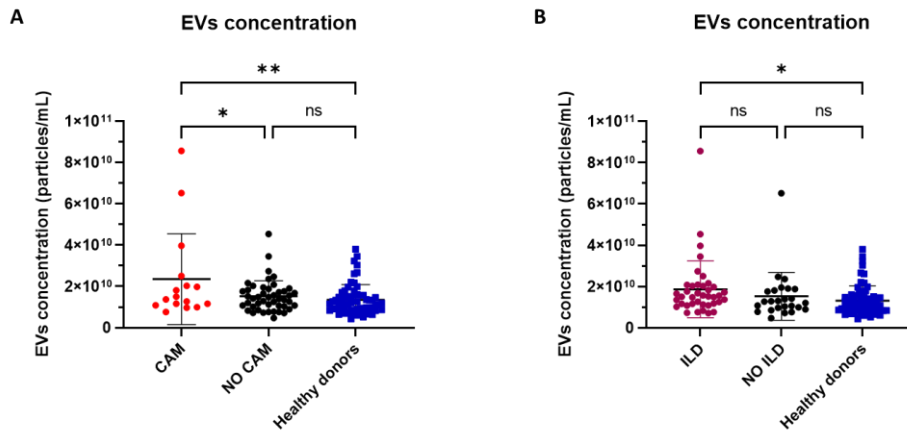 A
EVs concentration
**
*
ns
EVs concentration (particles/mL)
1×10¹¹
8×10¹⁰
6×10¹⁰
4×10¹⁰
2×10¹⁰
0
CAM
NO CAM
Healthy donors
B
EVs concentration
*
ns
ns
EVs concentration (particles/mL)
1×10¹¹
8×10¹⁰
6×10¹⁰
4×10¹⁰
2×10¹⁰
0
ILD
NO ILD
Healthy donors